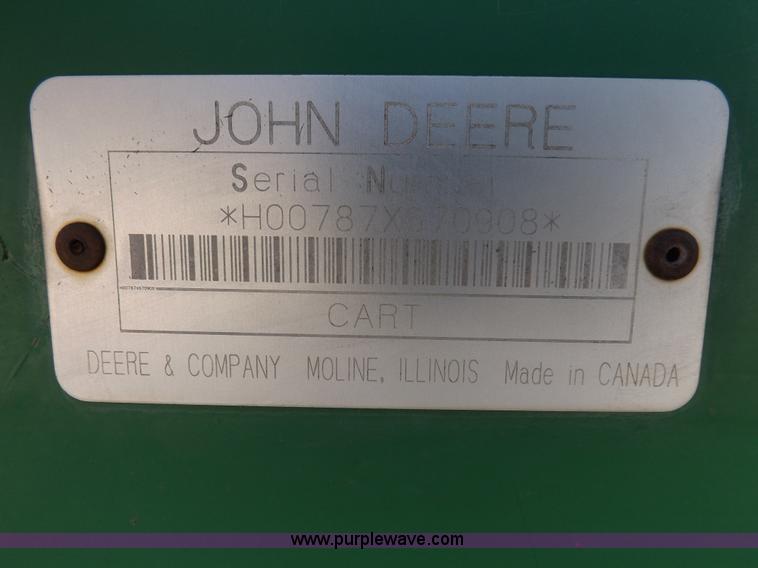 JOHN DEERE
Serial Number
*H00787X670908*
CART
DEERE & COMPANY MOLINE, ILLINOIS Made in CANADA
www.purplewave.com